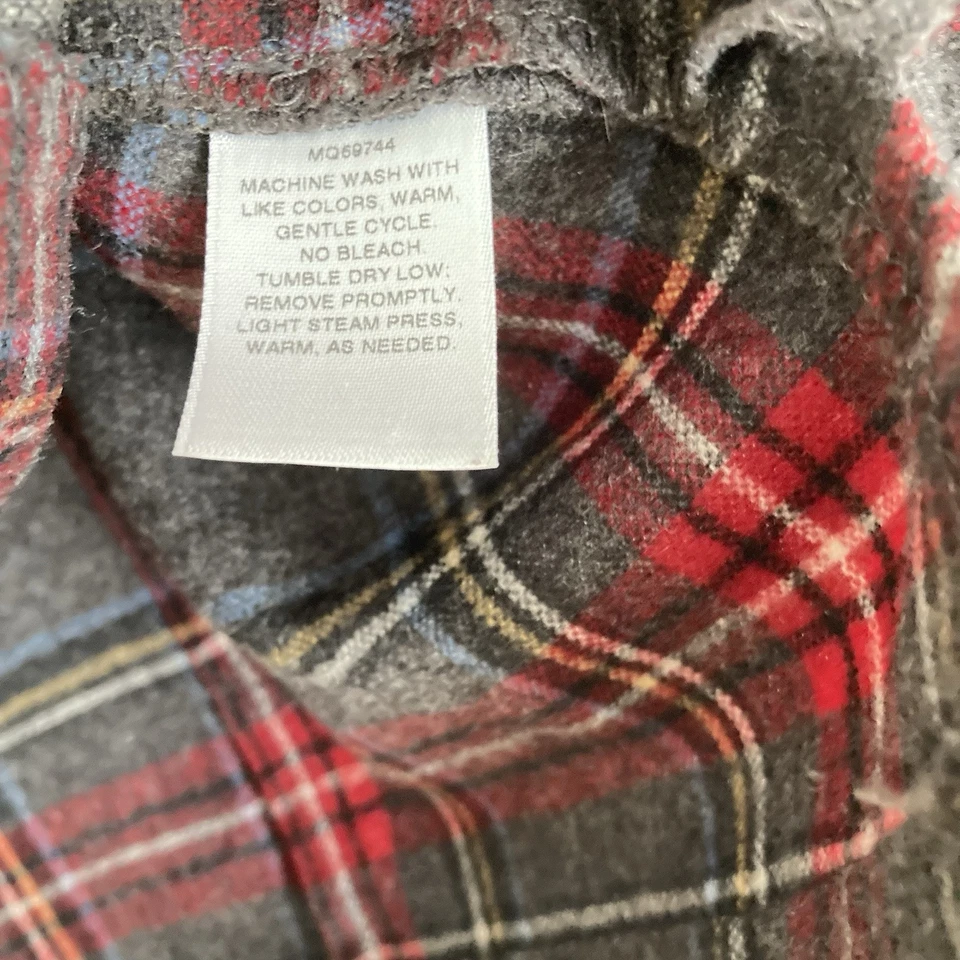 MQ69744
MACHINE WASH WITH
LIKE COLORS, WARM,
GENTLE CYCLE.
NO BLEACH.
TUMBLE DRY LOW;
REMOVE PROMPTLY.
LIGHT STEAM PRESS,
WARM, AS NEEDED.